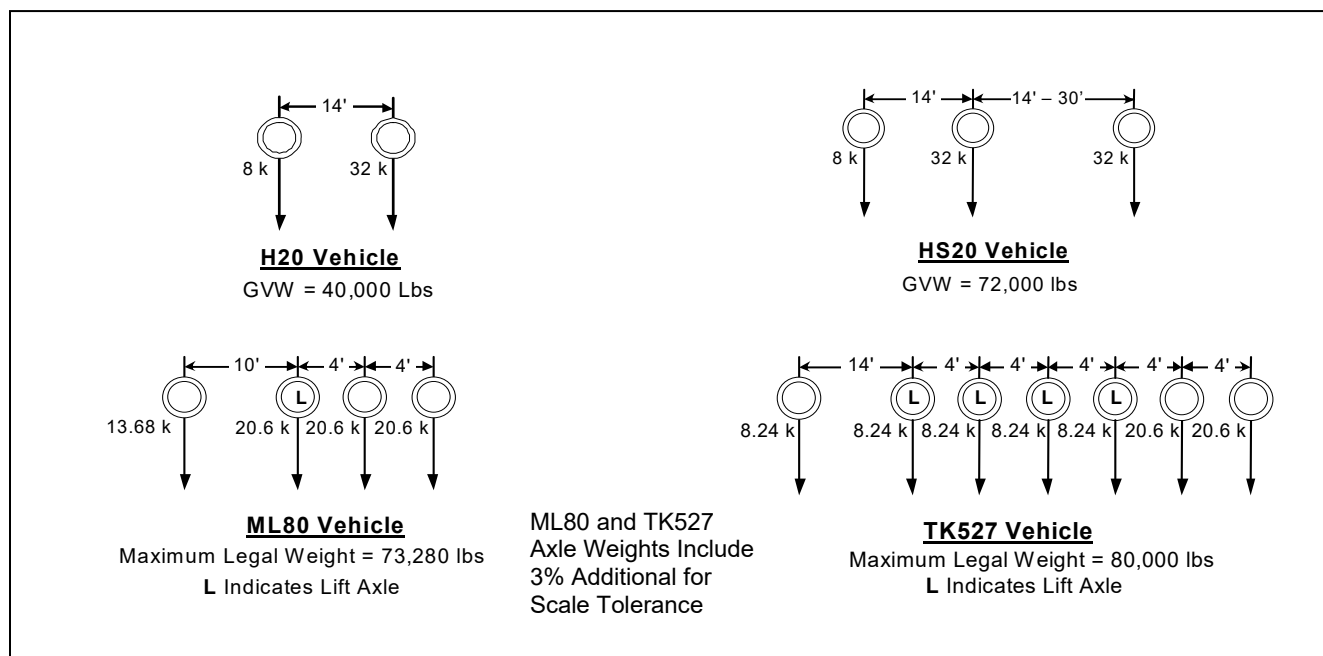 14'
8 k 32 k
H20 Vehicle
GVW = 40,000 Lbs
14' 14' – 30’
8 k 32 k 32 k
HS20 Vehicle
GVW = 72,000 lbs
10' 4' 4'
L
13.68 k 20.6 k 20.6 k 20.6 k
ML80 Vehicle
Maximum Legal Weight = 73,280 lbs
L Indicates Lift Axle
ML80 and TK527
Axle Weights Include
3% Additional for
Scale Tolerance
14' 4' 4' 4' 4' 4'
L L L L
8.24 k 8.24 k 8.24 k 8.24 k 8.24 k 20.6 k 20.6 k
TK527 Vehicle
Maximum Legal Weight = 80,000 lbs
L Indicates Lift Axle